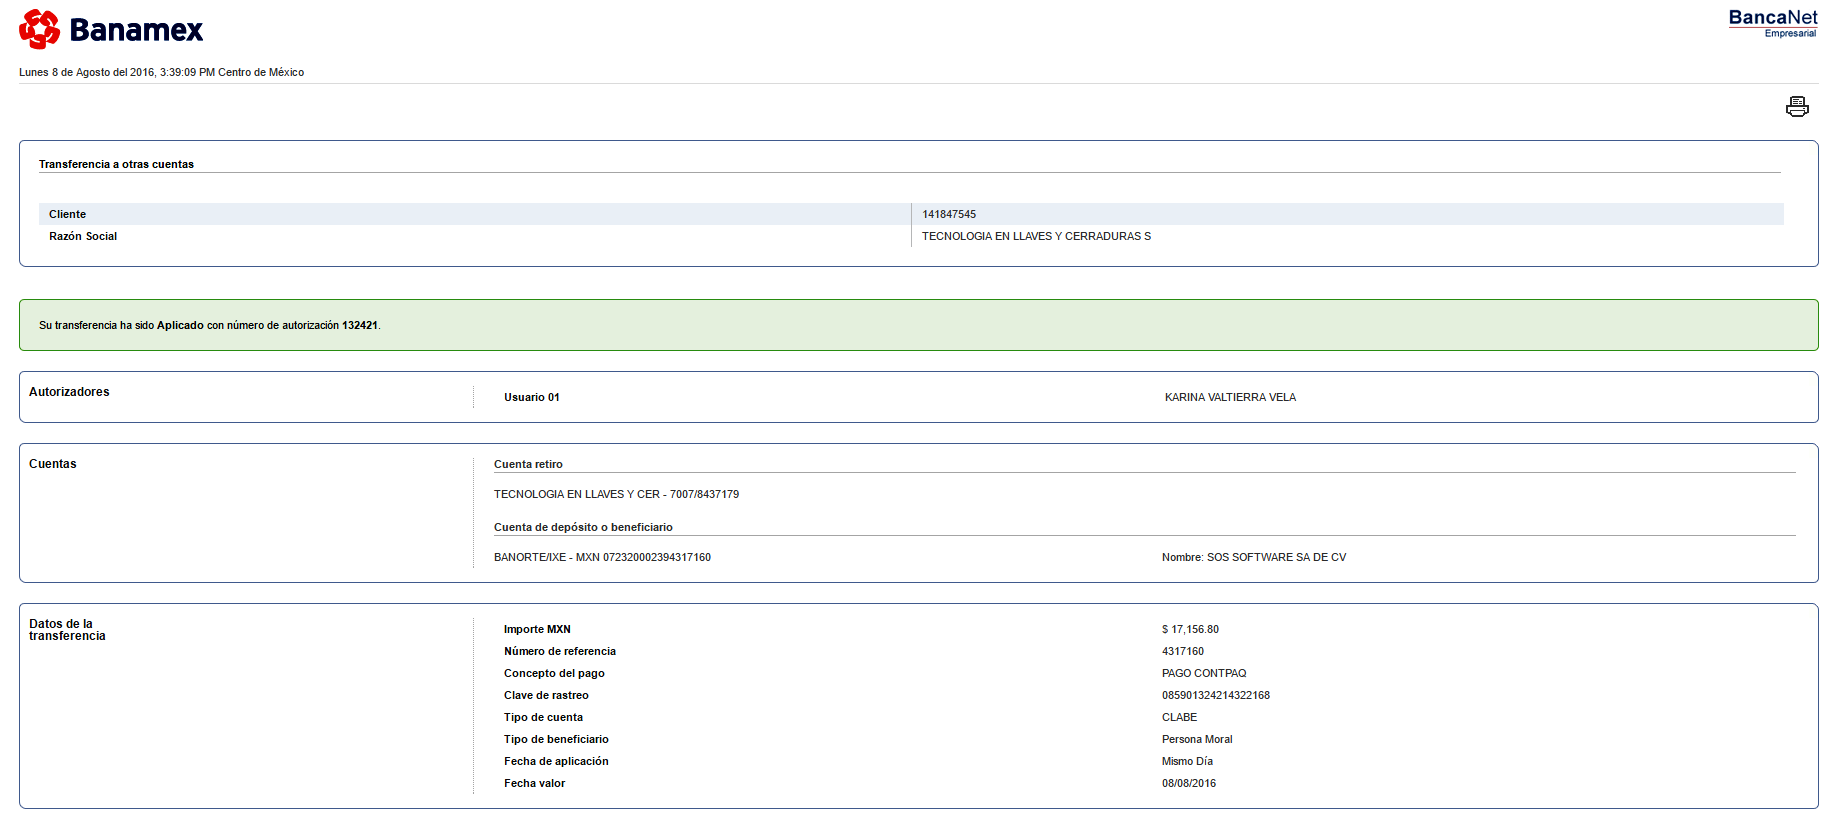 Banamex
BancaNet
Empresarial
Lunes 8 de Agosto del 2016, 3:39:09 PM Centro de México
Transferencia a otras cuentas
Cliente 141847545
Razón Social TECNOLOGIA EN LLAVES Y CERRADURAS S
Su transferencia ha sido Aplicado con número de autorización 132421.
Autorizadores Usuario 01 KARINA VALTIERRA VELA
Cuentas Cuenta retiro
TECNOLOGIA EN LLAVES Y CER - 7007/8437179
Cuenta de depósito o beneficiario
BANORTE/IXE - MXN 072320002394317160 Nombre: SOS SOFTWARE SA DE CV
Datos de la
transferencia
Importe MXN $ 17,156.80
Número de referencia 4317160
Concepto del pago PAGO CONTPAQ
Clave de rastreo 085901324214322168
Tipo de cuenta CLABE
Tipo de beneficiario Persona Moral
Fecha de aplicación Mismo Día
Fecha valor 08/08/2016